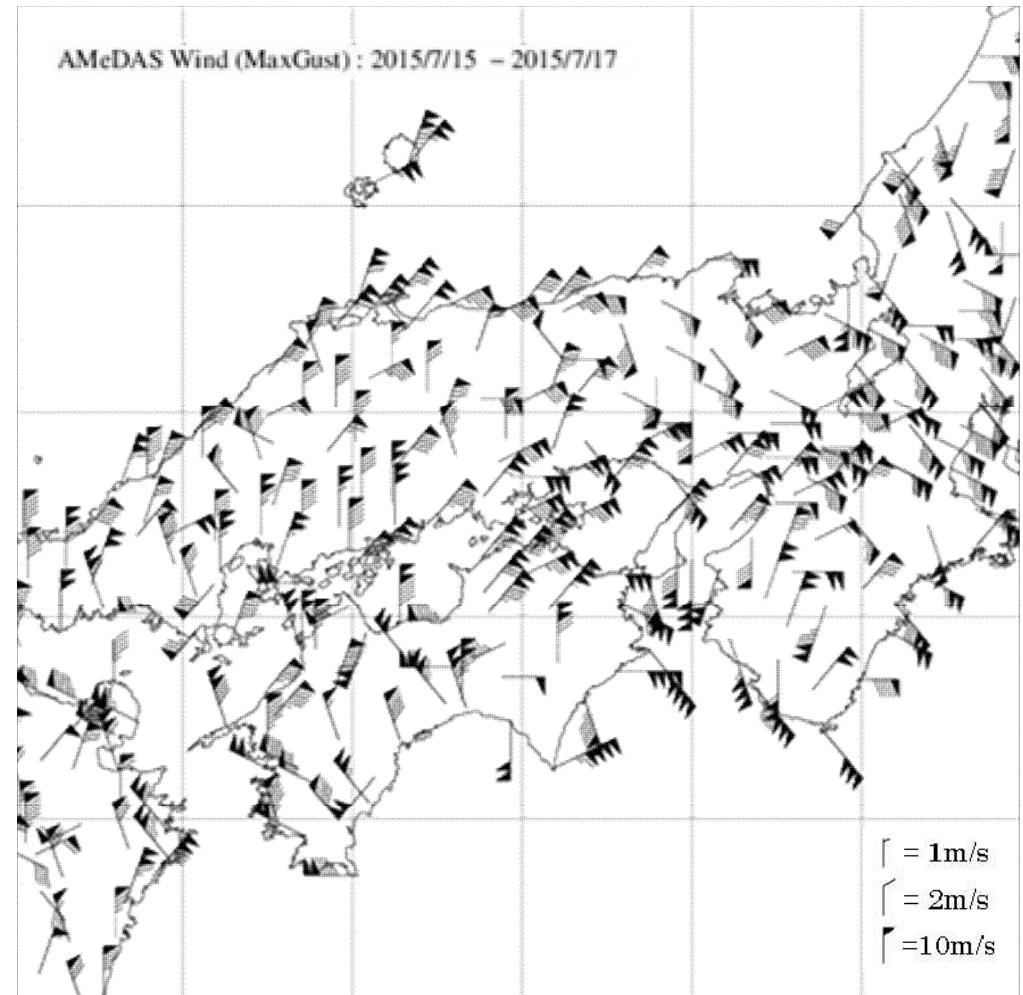 AMeDAS Wind (MaxGust) : 2015/7/15 – 2015/7/17
= 1m/s
= 2m/s
=10m/s